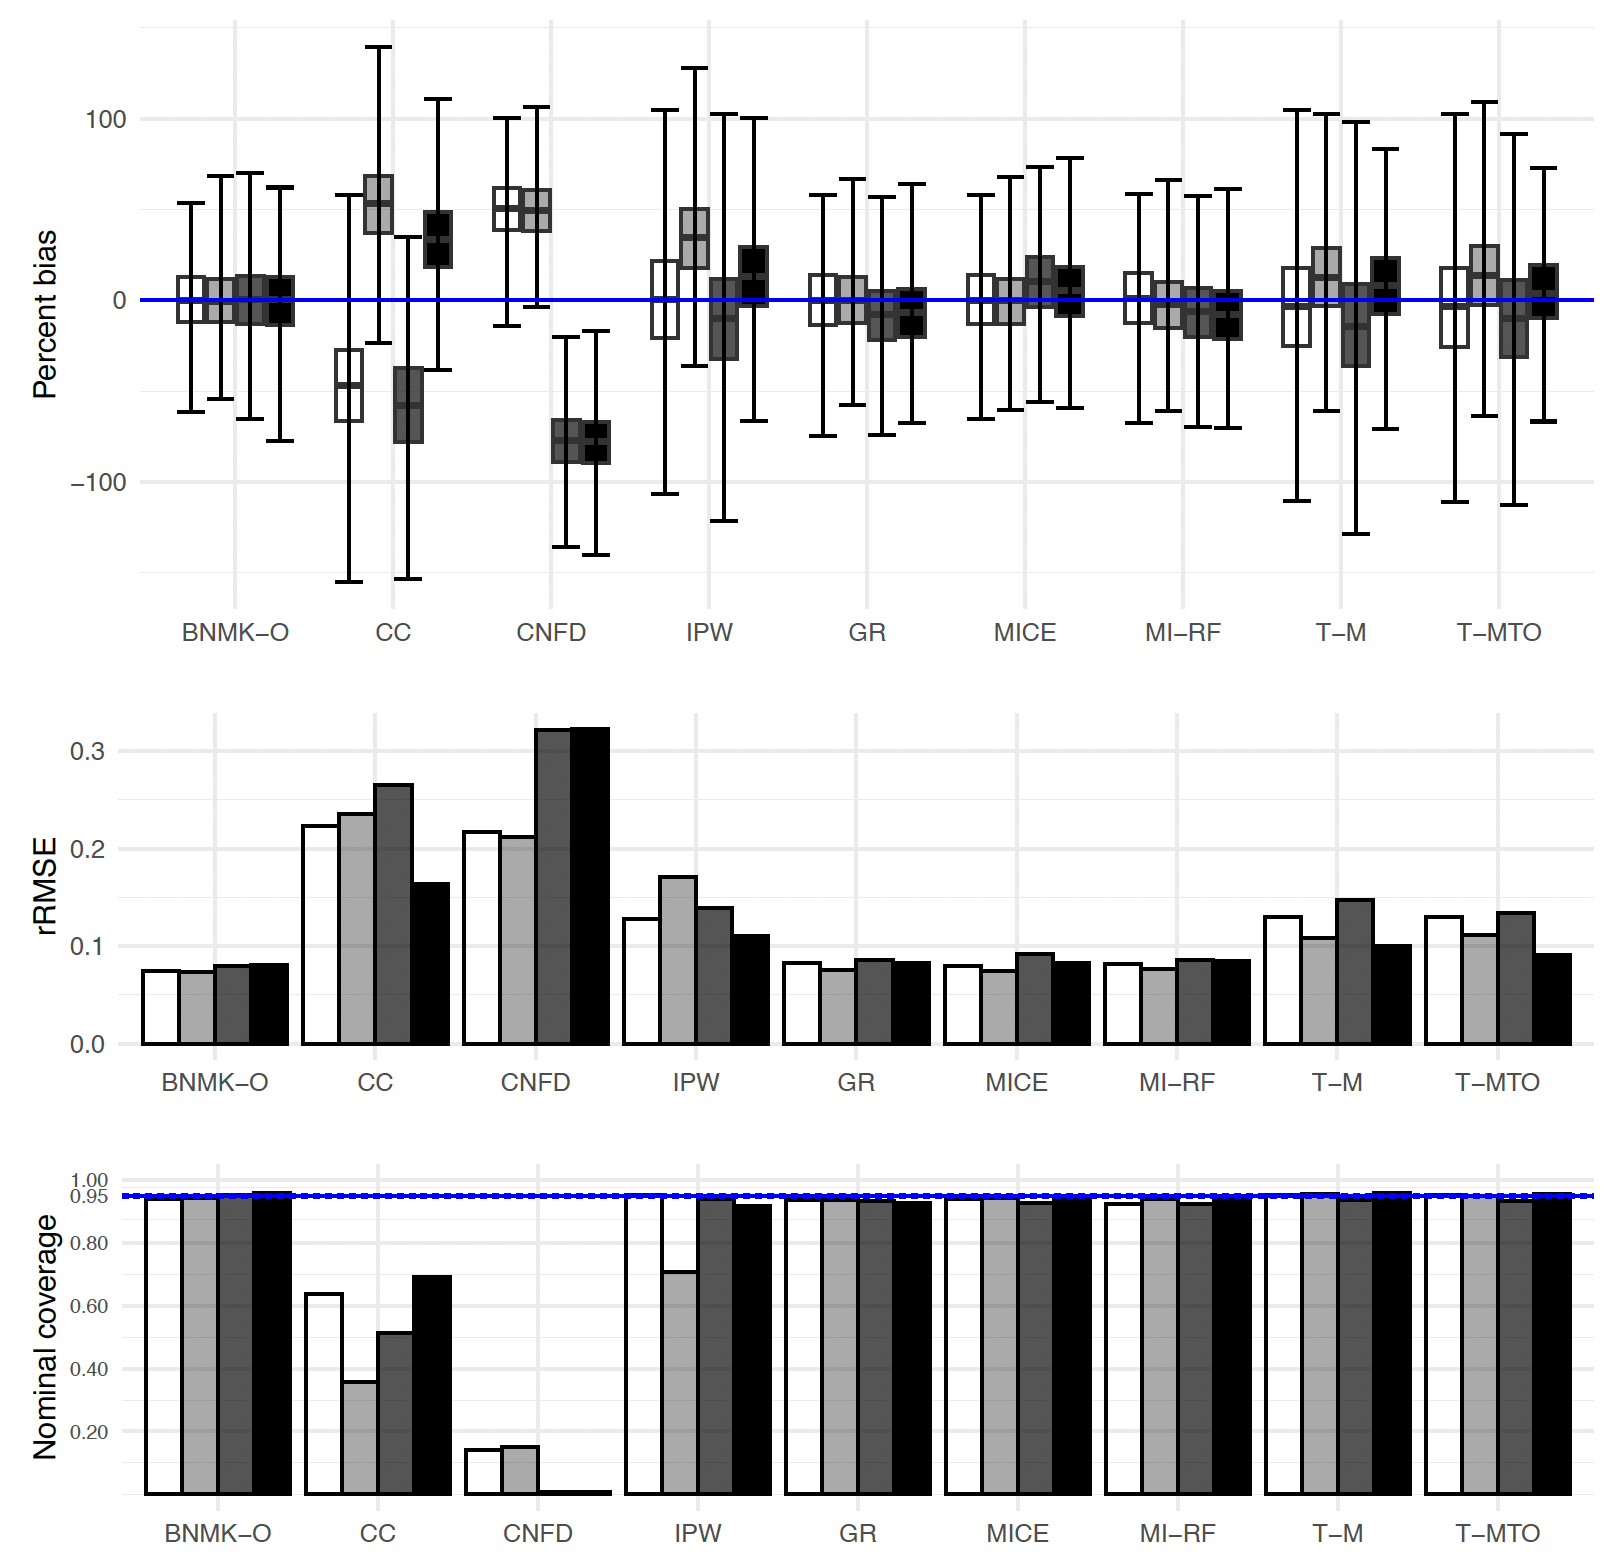 Percent bias
100
0
−100
BNMK−O CC CNFD IPW GR MICE MI−RF T−M T−MTO
rRMSE
0.3
0.2
0.1
0.0
BNMK−O CC CNFD IPW GR MICE MI−RF T−M T−MTO
Nominal coverage
1.00
0.95
0.80
0.60
0.40
0.20
BNMK−O CC CNFD IPW GR MICE MI−RF T−M T−MTO